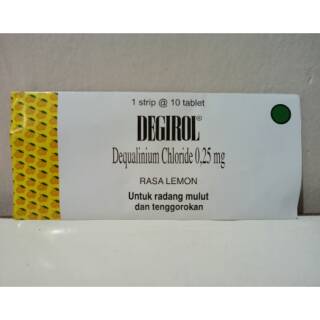 1 strip @ 10 tablet
DEGIROL®
Dequalinium Chloride 0,25 mg
RASA LEMON
Untuk radang mulut
dan tenggorokan